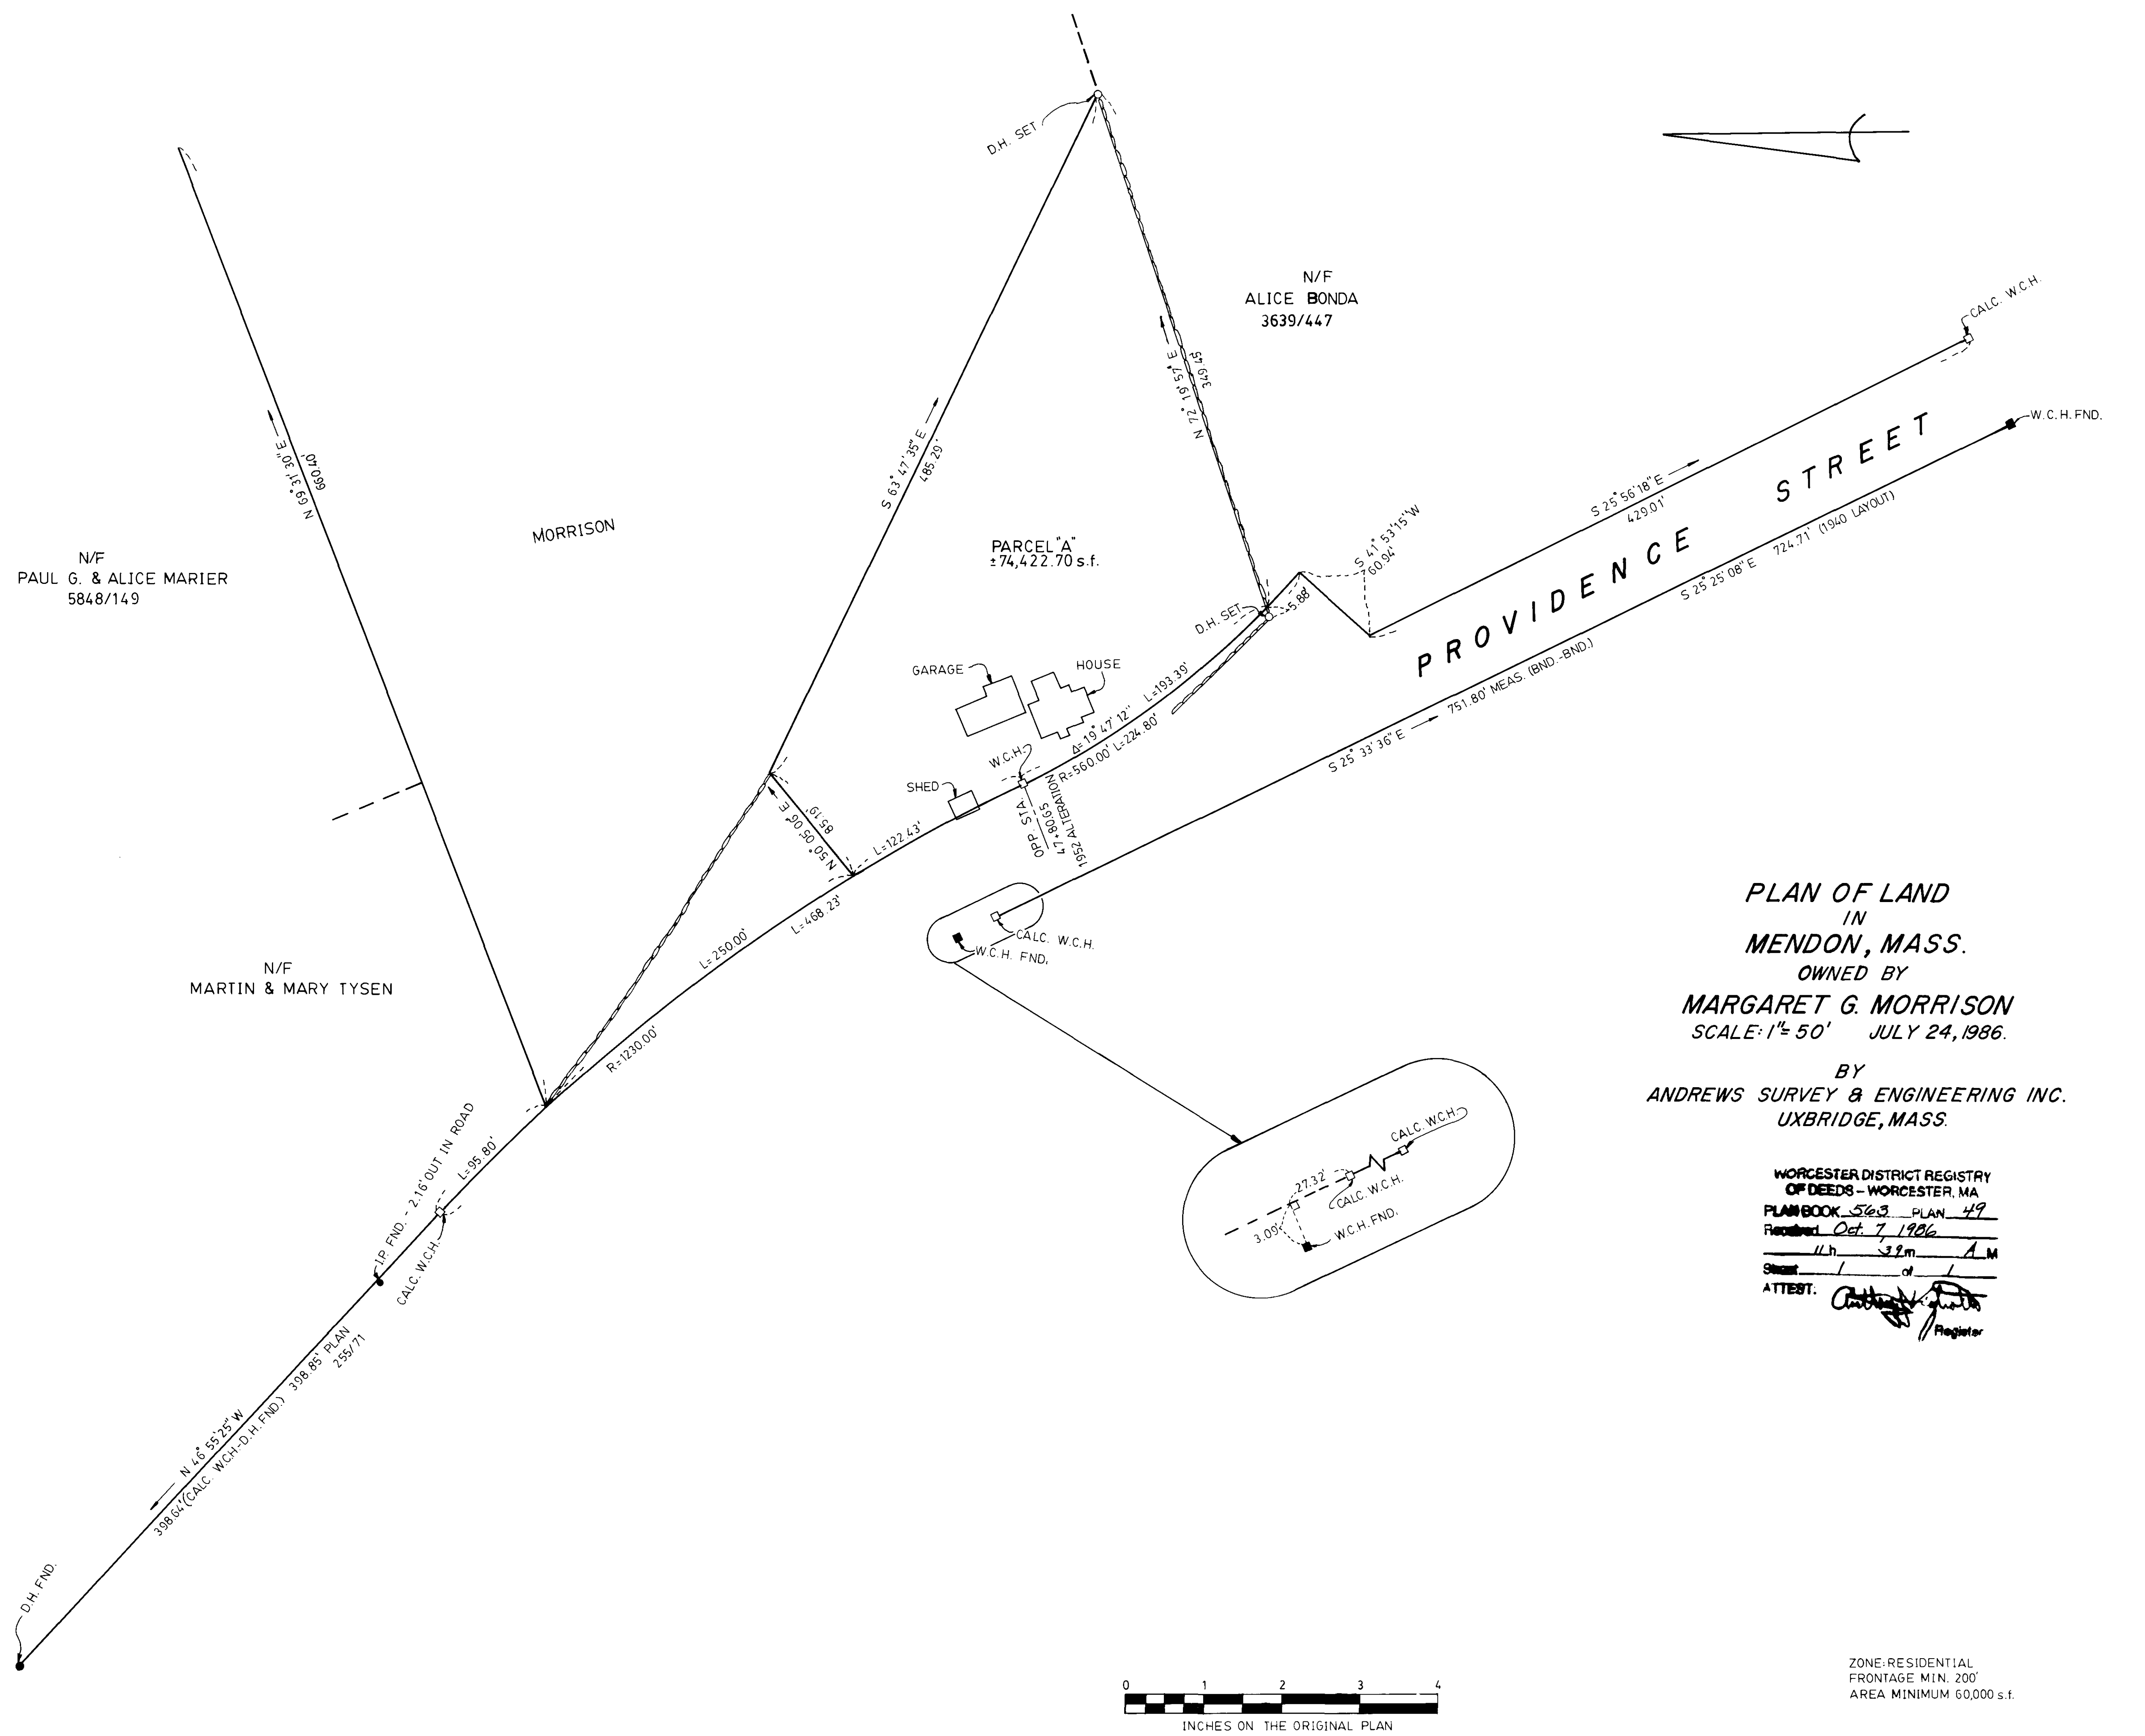 D.H. SET
N/F
ALICE BONDA
3639/447
CALC. W.C.H.
W.C.H. FND.
N 69° 31' 30" E
660.40'
S 63° 47' 35" E
485.29'
N 72° 19' 57" E
349.45'
MORRISON
PARCEL "A"
±74,422.70 s.f.
N/F
PAUL G. & ALICE MARIER
5848/149
S 41° 53' 15" W
60.94'
S 25° 56' 18" E
429.01'
PROVIDENCE STREET
S 25° 25' 08" E 724.71' (1940 LAYOUT)
S 25° 33' 36" E 751.80' MEAS. (BND.-BND.)
D.H. SET
5.88'
GARAGE
HOUSE
SHED
W.C.H.
L=193.39'
Δ=19° 47' 12"
R=560.00' L=224.80'
OPP. STA.
47+80.65
1952 ALTERATION
N 50° 05' 06" E
85.19'
L=122.43'
L=468.23'
L=250.00'
R=1230.00'
CALC. W.C.H.
W.C.H. FND.
N/F
MARTIN & MARY TYSEN
L=95.80'
I.P. FND. - 2.16' OUT IN ROAD
CALC. W.C.H.
398.85' PLAN
255/71
N 46° 55' 25" W
398.64' (CALC. W.C.H.-D.H. FND.)
D.H. FND.
CALC. W.C.H.
27.32'
CALC. W.C.H.
3.09'
W.C.H. FND.
PLAN OF LAND
IN
MENDON, MASS.
OWNED BY
MARGARET G. MORRISON
SCALE: 1"= 50' JULY 24, 1986.
BY
ANDREWS SURVEY & ENGINEERING INC.
UXBRIDGE, MASS.
WORCESTER DISTRICT REGISTRY
OF DEEDS - WORCESTER, MA
PLAN BOOK 563 PLAN 49
Received Oct. 7, 1986
11 h 39 m A M
Sheet 1 of 1
ATTEST:
Register
0 1 2 3 4
INCHES ON THE ORIGINAL PLAN
ZONE: RESIDENTIAL
FRONTAGE MIN. 200'
AREA MINIMUM 60,000 s.f.